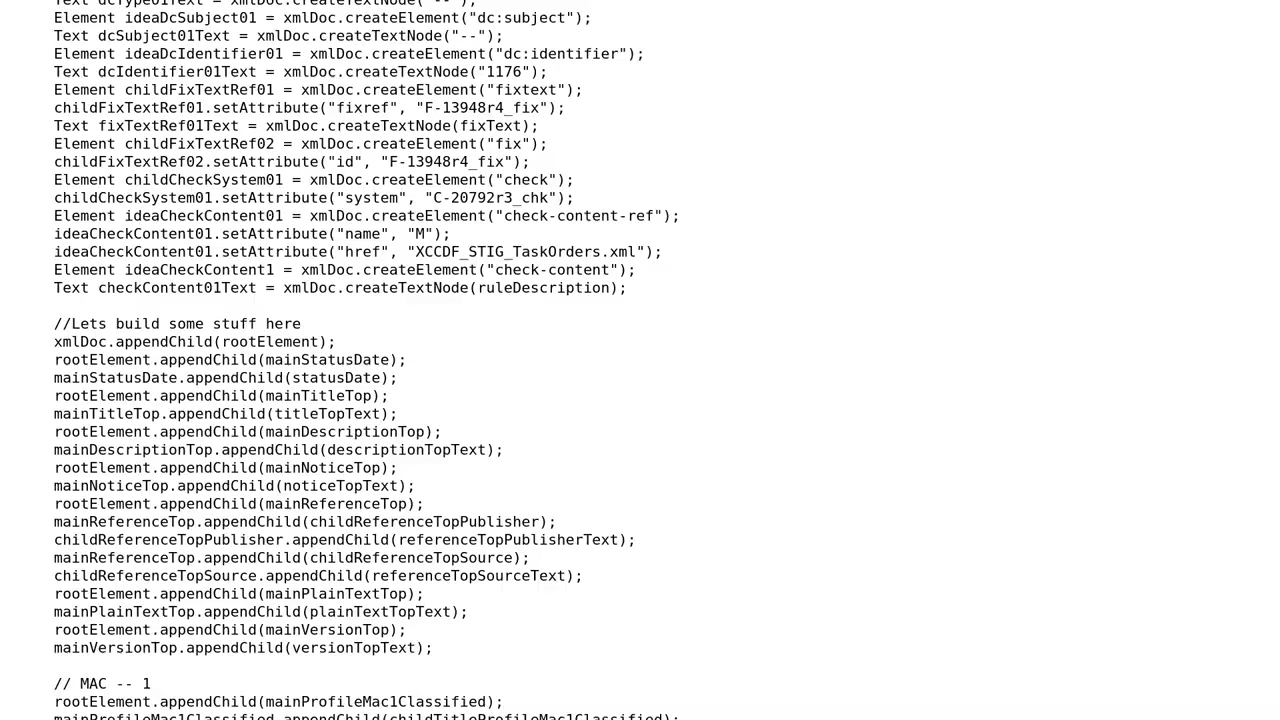 Text dcType01Text = xmlDoc.createTextNode("--");
Element ideaDcSubject01 = xmlDoc.createElement("dc:subject");
Text dcSubject01Text = xmlDoc.createTextNode("--");
Element ideaDcIdentifier01 = xmlDoc.createElement("dc:identifier");
Text dcIdentifier01Text = xmlDoc.createTextNode("1176");
Element childFixTextRef01 = xmlDoc.createElement("fixtext");
childFixTextRef01.setAttribute("fixref", "F-13948r4_fix");
Text fixTextRef01Text = xmlDoc.createTextNode(fixText);
Element childFixTextRef02 = xmlDoc.createElement("fix");
childFixTextRef02.setAttribute("id", "F-13948r4_fix");
Element childCheckSystem01 = xmlDoc.createElement("check");
childCheckSystem01.setAttribute("system", "C-20792r3_chk");
Element ideaCheckContent01 = xmlDoc.createElement("check-content-ref");
ideaCheckContent01.setAttribute("name", "M");
ideaCheckContent01.setAttribute("href", "XCCDF_STIG_TaskOrders.xml");
Element ideaCheckContent1 = xmlDoc.createElement("check-content");
Text checkContent01Text = xmlDoc.createTextNode(ruleDescription);
//Lets build some stuff here
xmlDoc.appendChild(rootElement);
rootElement.appendChild(mainStatusDate);
mainStatusDate.appendChild(statusDate);
rootElement.appendChild(mainTitleTop);
mainTitleTop.appendChild(titleTopText);
rootElement.appendChild(mainDescriptionTop);
mainDescriptionTop.appendChild(descriptionTopText);
rootElement.appendChild(mainNoticeTop);
mainNoticeTop.appendChild(noticeTopText);
rootElement.appendChild(mainReferenceTop);
mainReferenceTop.appendChild(childReferenceTopPublisher);
childReferenceTopPublisher.appendChild(referenceTopPublisherText);
mainReferenceTop.appendChild(childReferenceTopSource);
childReferenceTopSource.appendChild(referenceTopSourceText);
rootElement.appendChild(mainPlainTextTop);
mainPlainTextTop.appendChild(plainTextTopText);
rootElement.appendChild(mainVersionTop);
mainVersionTop.appendChild(versionTopText);
// MAC -- 1
rootElement.appendChild(mainProfileMac1Classified);
mainProfileMac1Classified.appendChild(childTitleProfileMac1Classified);